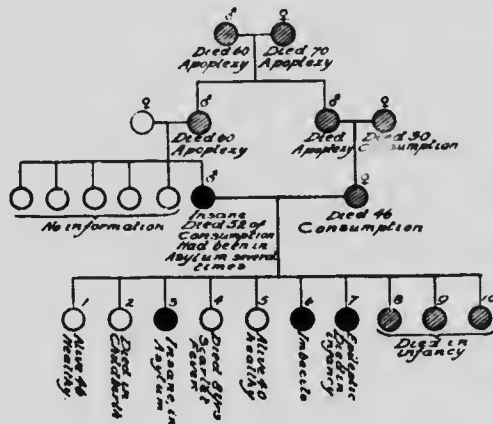 ♂ ♀
Died 60 Died 70
Apoplexy Apoplexy
♀ ♂ ♂ ♀
Died 60 Died Died 30
Apoplexy Apoplexy Consumption
♂ ♀
No information
Insane
Died 52 of
Consumption
Had been in
Asylum several
times
Died 46
Consumption
1 2 3 4 5 6 7 8 9 10
Alive 46
Healthy.
Died in
Childbirth
Insane, in
Asylum
Died 8 yrs
Scarlet
Fever
Alive 40
healthy
Imbecile
Epileptic
Died in
infancy
Died in
infancy